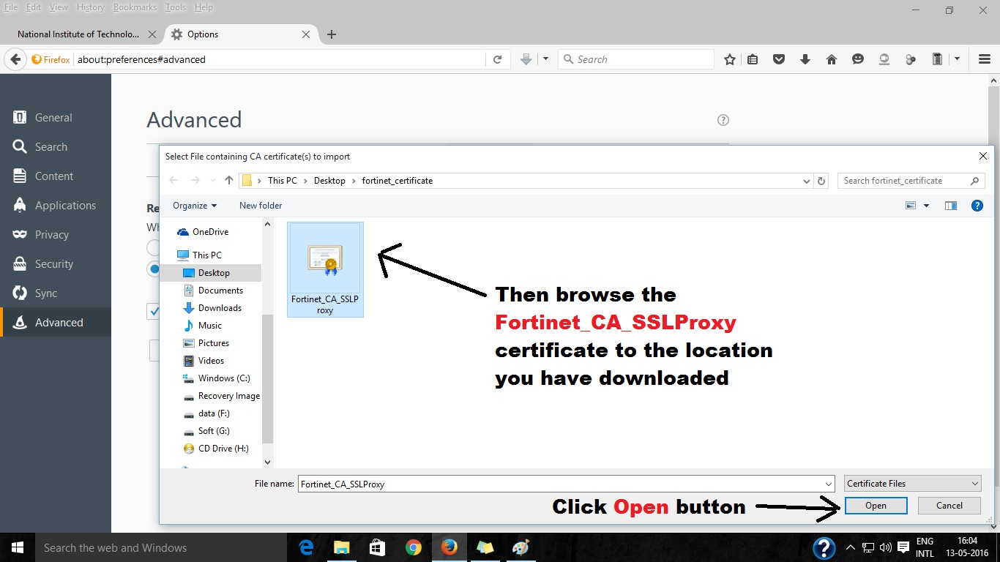 File Edit View History Bookmarks Tools Help
National Institute of Technolo...
Options
Firefox
about:preferences#advanced
Search
General
Search
Content
Applications
Privacy
Security
Sync
Advanced
Advanced
Re
Wh
Select File containing CA certificate(s) to import
This PC > Desktop > fortinet_certificate
Search fortinet_certificate
Organize
New folder
OneDrive
This PC
Desktop
Documents
Downloads
Music
Pictures
Videos
Windows (C:)
Recovery Image
data (F:)
Soft (G:)
CD Drive (H:)
Fortinet_CA_SSLP
roxy
Then browse the
Fortinet_CA_SSLProxy
certificate to the location
you have downloaded
File name:
Fortinet_CA_SSLProxy
Certificate Files
Click Open button
Open
Cancel
Search the web and Windows
ENG
INTL
16:04
13-05-2016